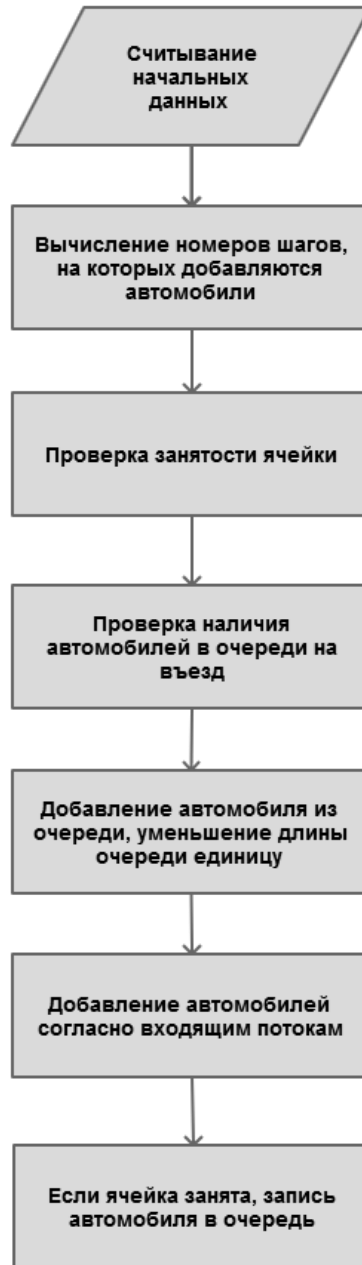 Считывание
начальных
данных
Вычисление номеров шагов,
на которых добавляются
автомобили
Проверка занятости ячейки
Проверка наличия
автомобилей в очереди на
въезд
Добавление автомобиля из
очереди, уменьшение длины
очереди единицу
Добавление автомобилей
согласно входящим потокам
Если ячейка занята, запись
автомобиля в очередь